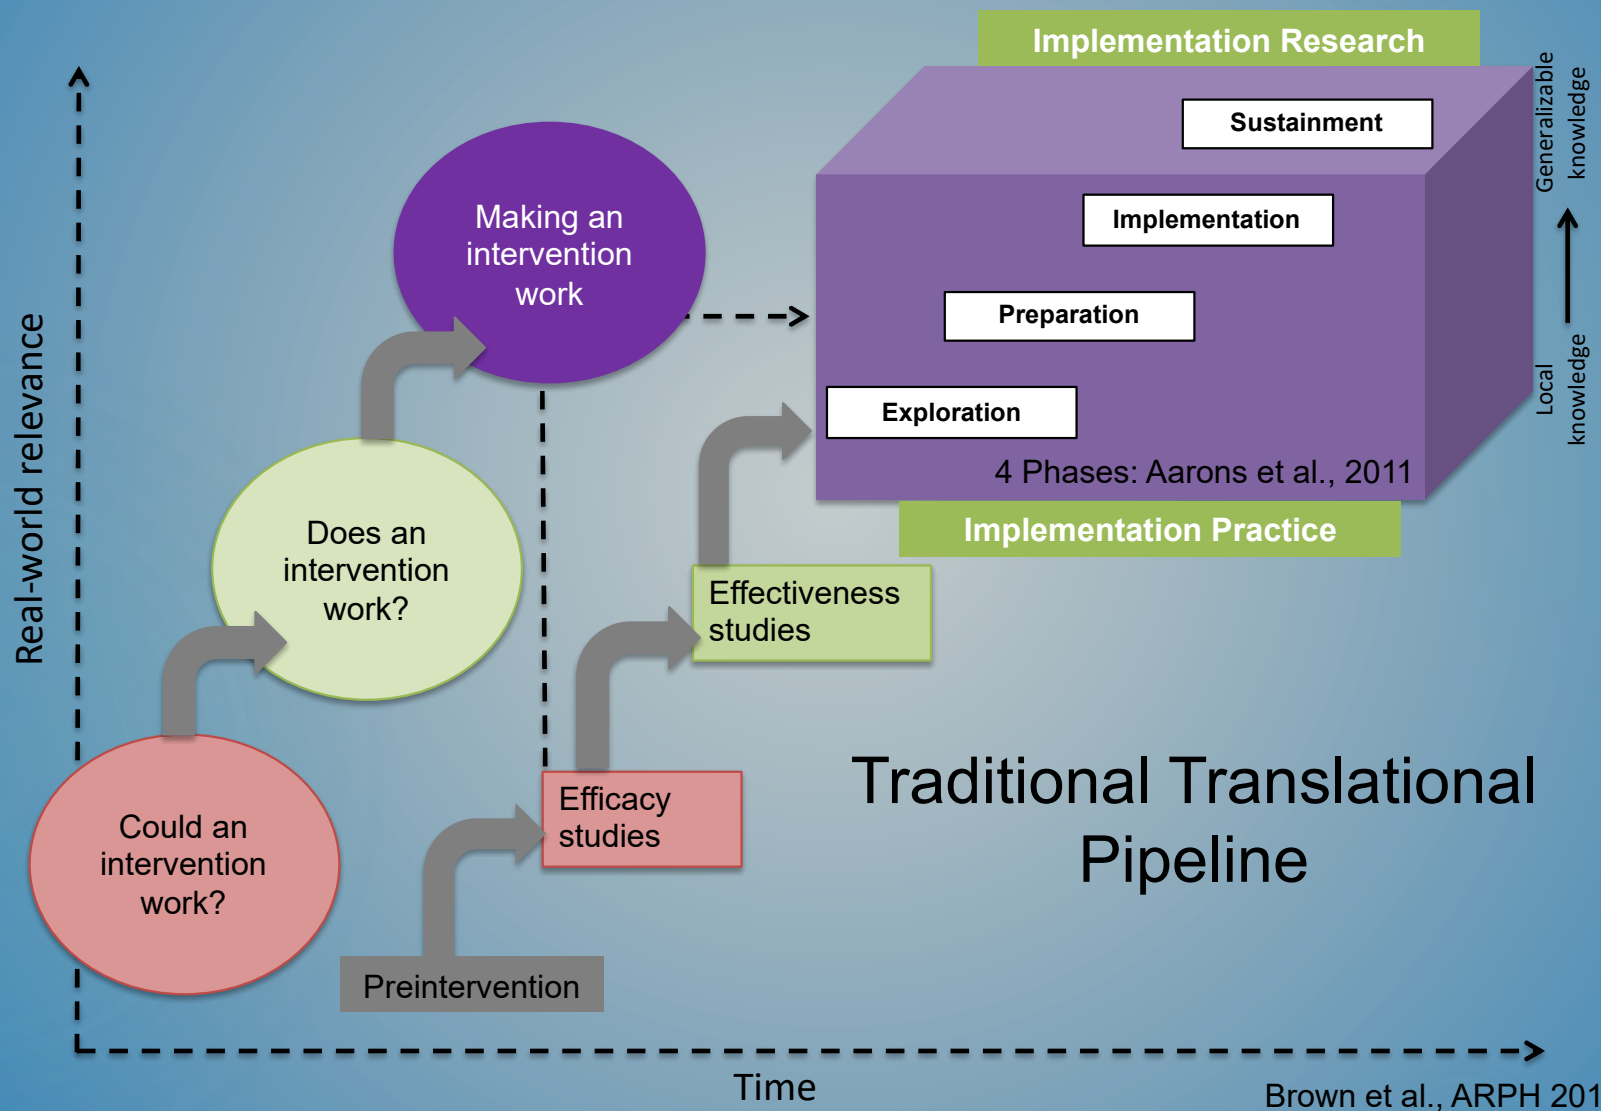 Implementation Research
Generalizable
knowledge
Sustainment
Making an
intervention
work
Implementation
Preparation
Local
knowledge
Exploration
4 Phases: Aarons et al., 2011
Implementation Practice
Real-world relevance
Does an
intervention
work?
Effectiveness
studies
Could an
intervention
work?
Efficacy
studies
Traditional Translational
Pipeline
Preintervention
Time
Brown et al., ARPH 201